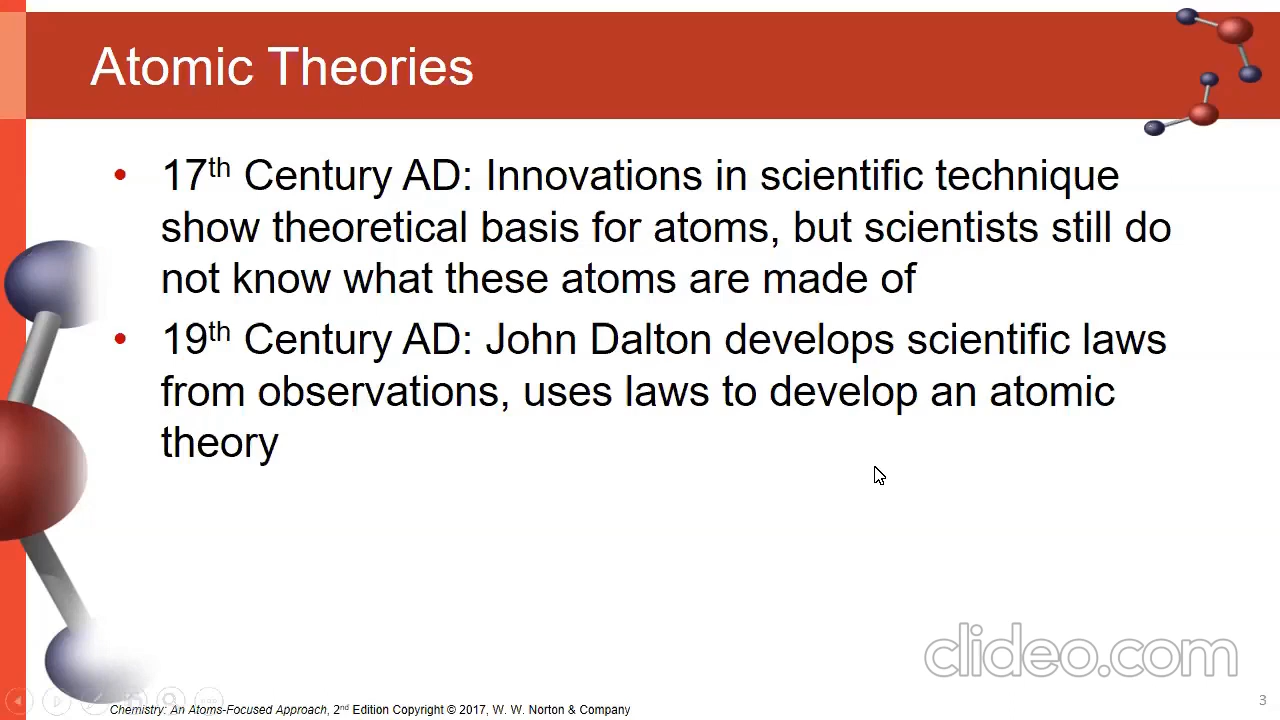 Atomic Theories
• 17th Century AD: Innovations in scientific technique
show theoretical basis for atoms, but scientists still do
not know what these atoms are made of
• 19th Century AD: John Dalton develops scientific laws
from observations, uses laws to develop an atomic
theory
clideo.com
Chemistry: An Atoms-Focused Approach, 2nd Edition Copyright © 2017, W. W. Norton & Company
3